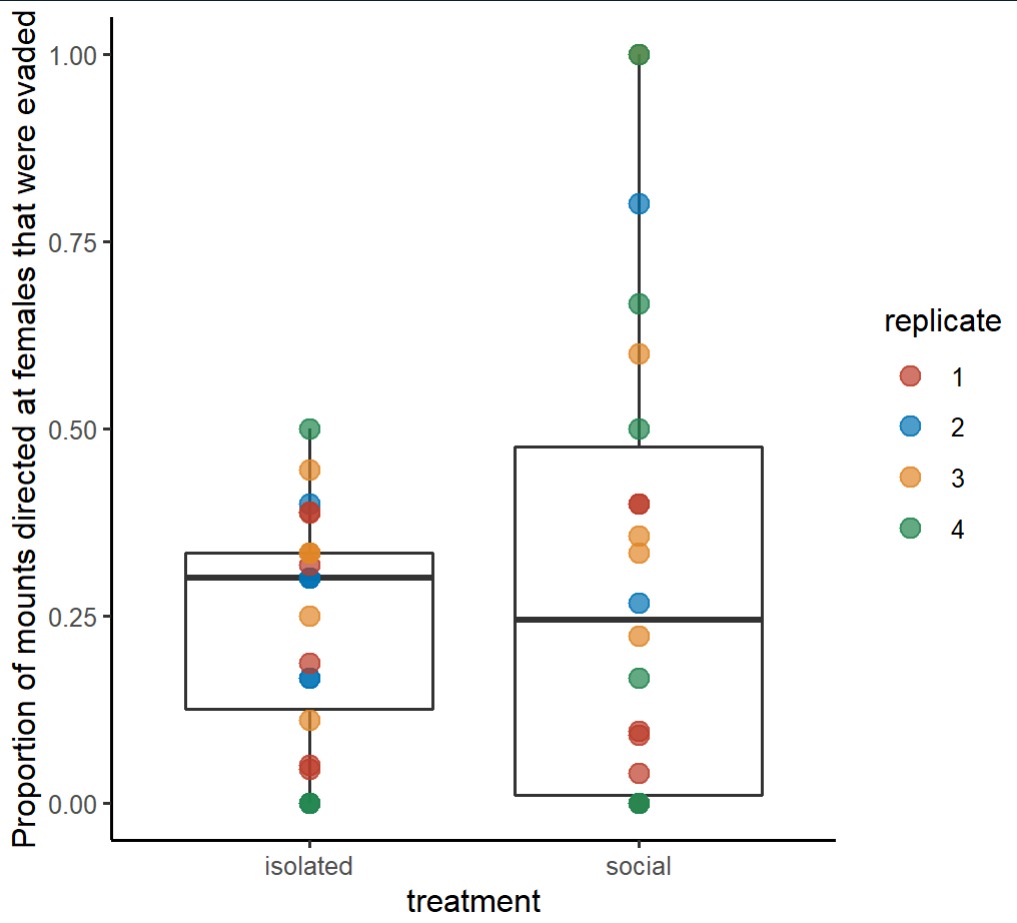 Proportion of mounts directed at females that were evaded
1.00
0.75
0.50
0.25
0.00
isolated
social
treatment
replicate
1
2
3
4